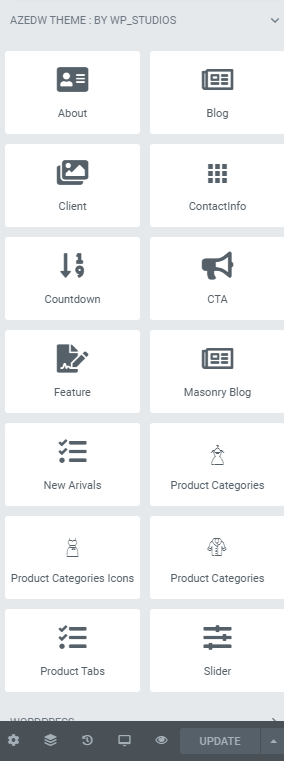 AZEDW THEME : BY WP_STUDIOS
About
Blog
Client
ContactInfo
Countdown
CTA
Feature
Masonry Blog
New Arivals
Product Categories
Product Categories Icons
Product Categories
Product Tabs
Slider
WORDPRESS
UPDATE